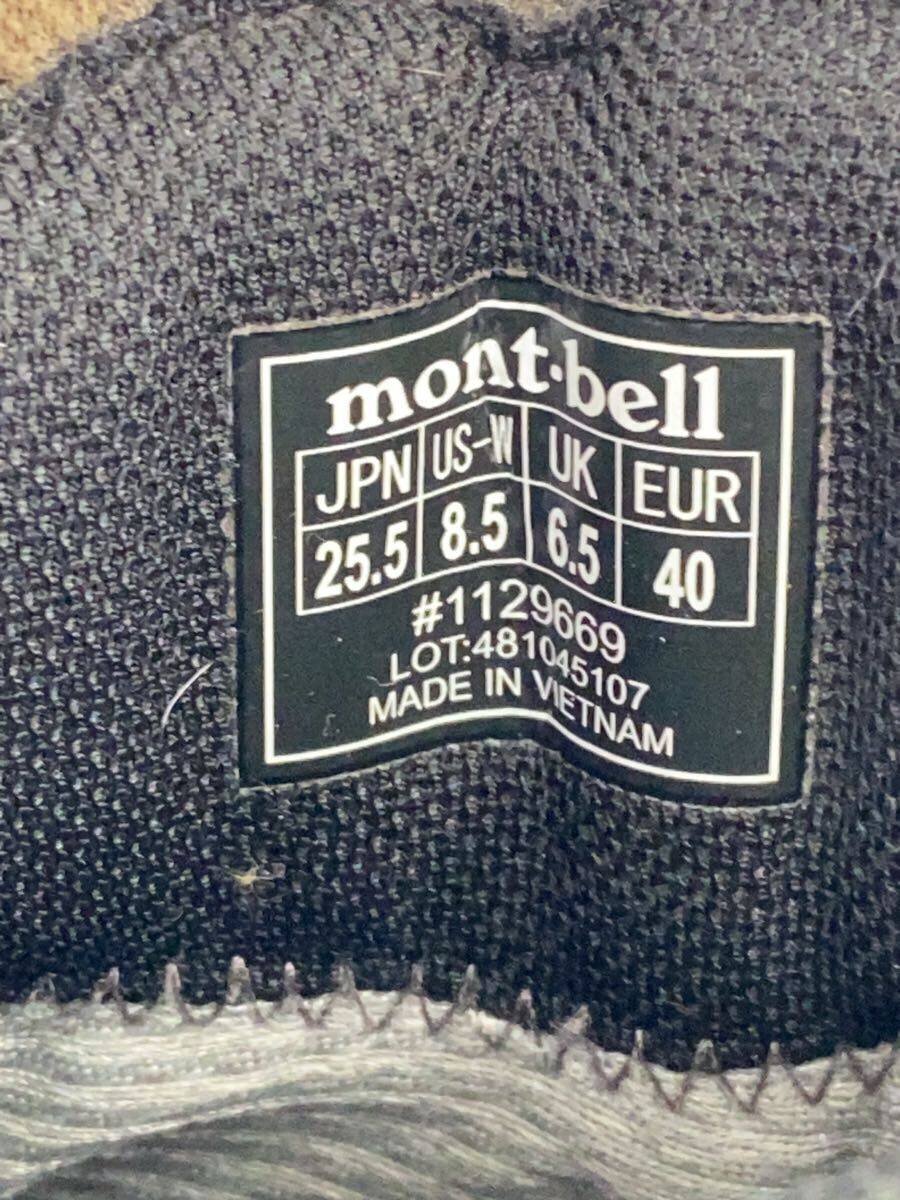 mont·bell
JPN US-W UK EUR
25.5 8.5 6.5 40
#1129669
LOT:481045107
MADE IN VIETNAM